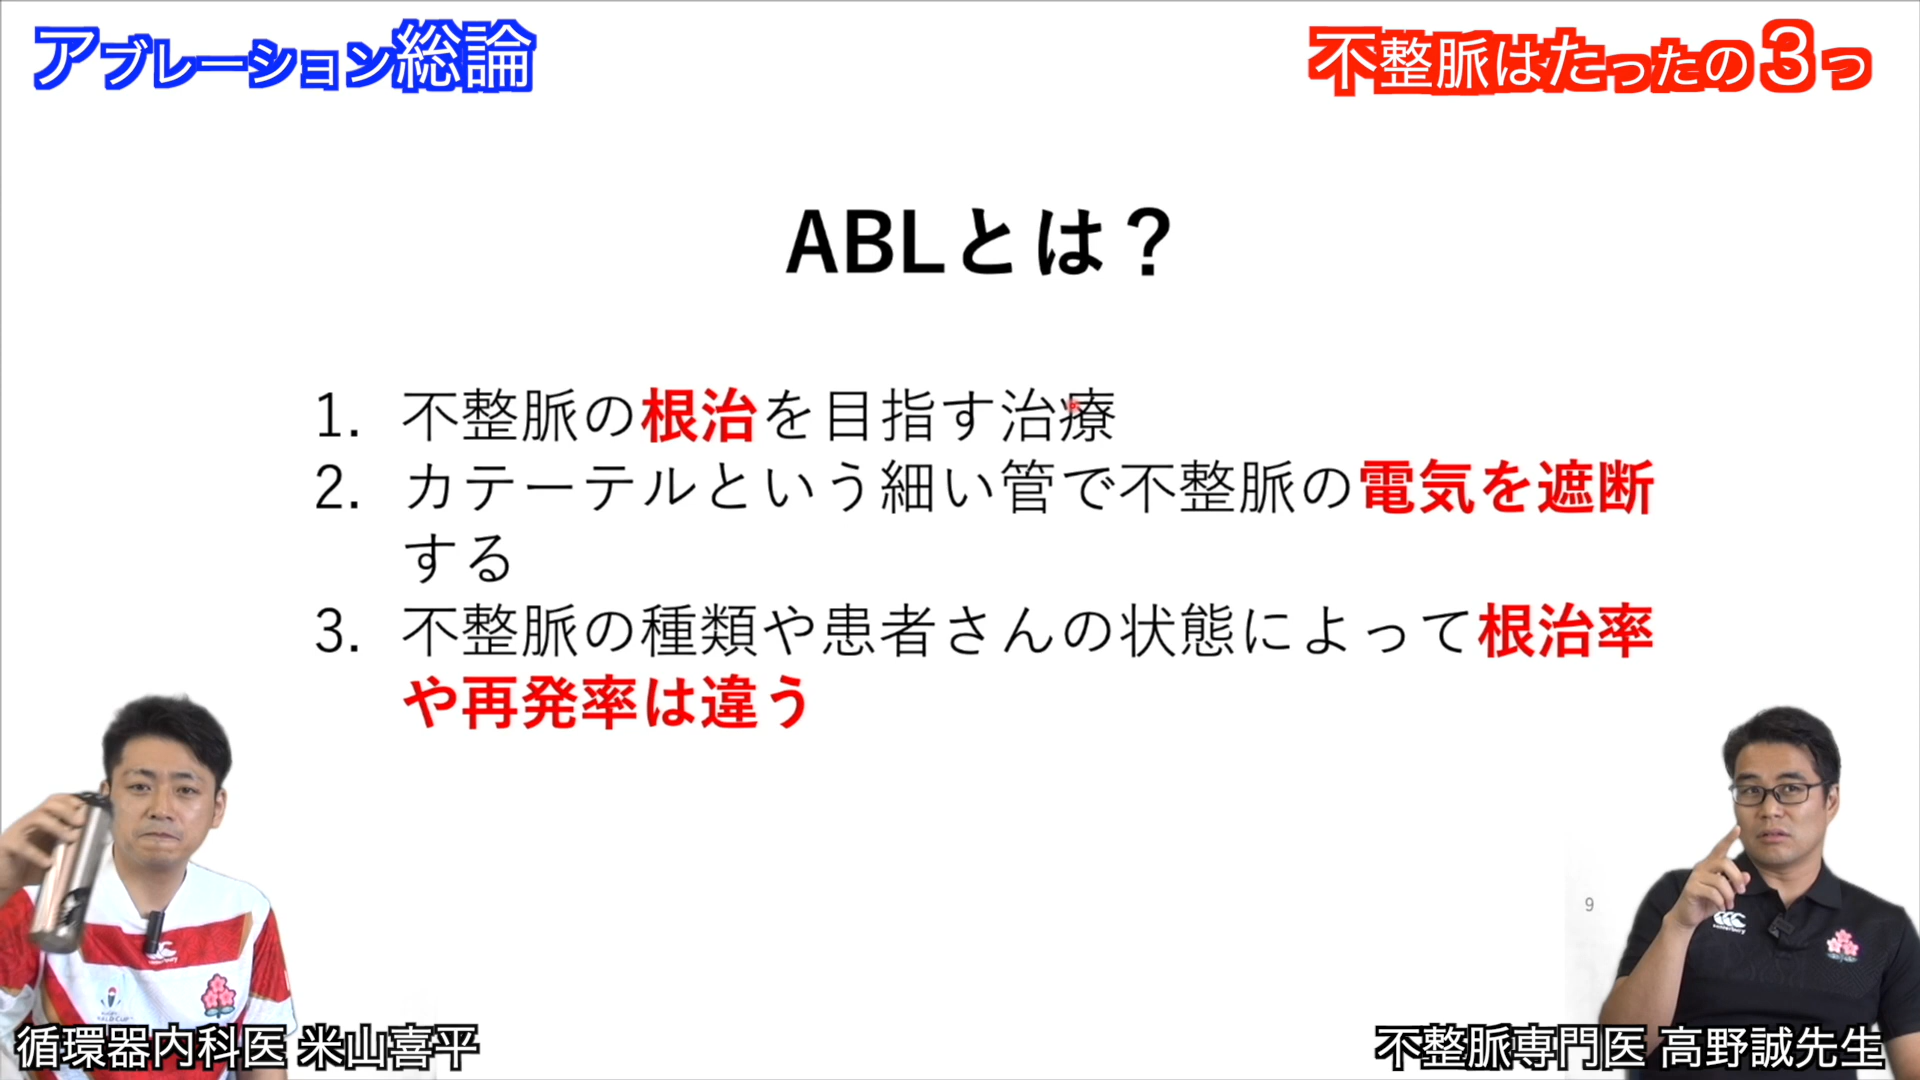 アブレーション総論
不整脈はたったの３つ
ABLとは？
1. 不整脈の根治を目指す治療
2. カテーテルという細い管で不整脈の電気を遮断
する
3. 不整脈の種類や患者さんの状態によって根治率
や再発率は違う
9
canterbury
canterbury
循環器内科医 米山喜平
不整脈専門医 高野誠先生